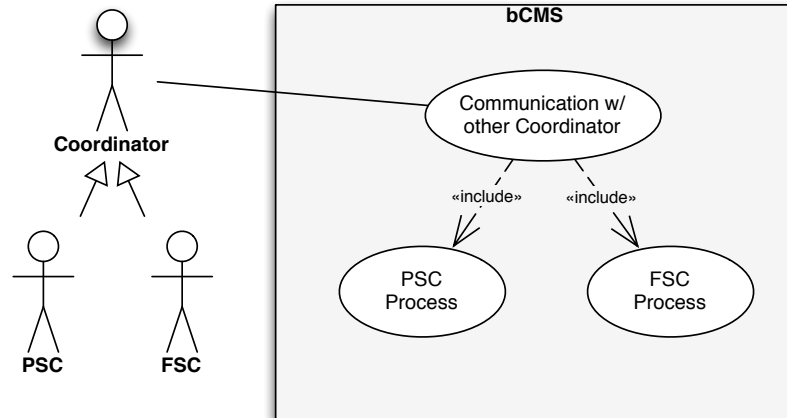 bCMS
Coordinator
Communication w/
other Coordinator
«include»
«include»
PSC
Process
FSC
Process
PSC
FSC